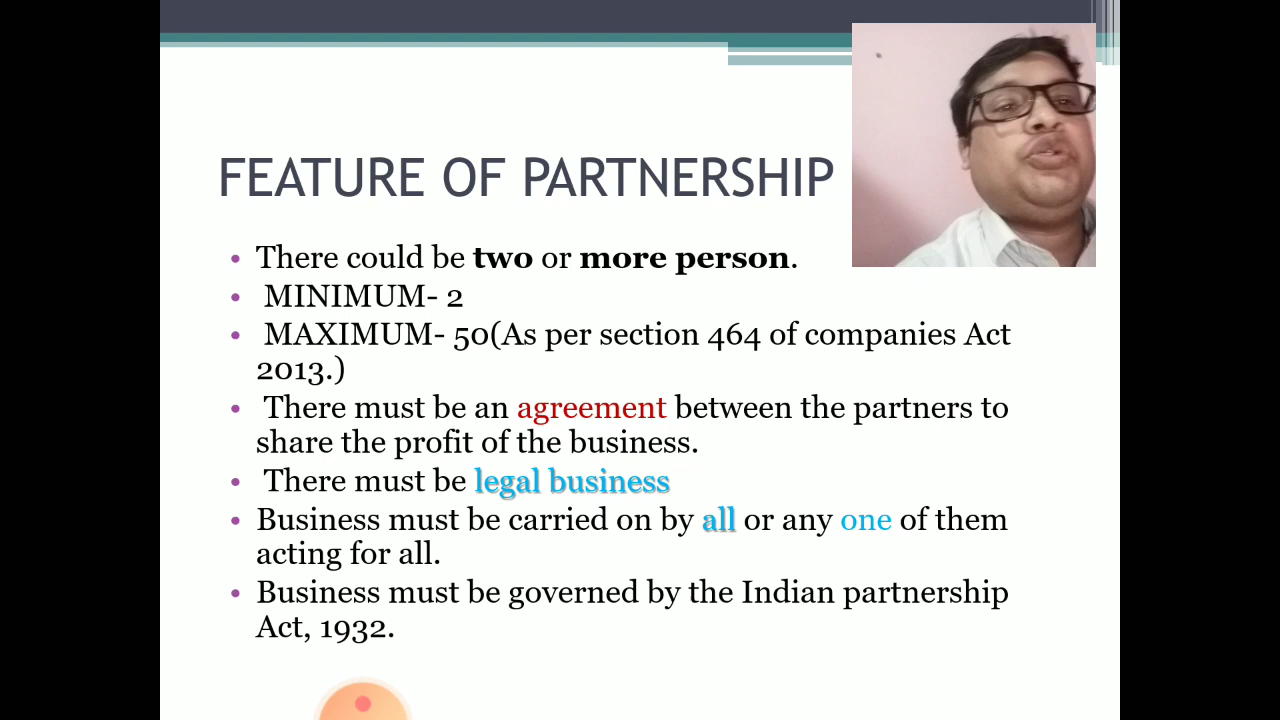 FEATURE OF PARTNERSHIP
• There could be two or more person.
• MINIMUM- 2
• MAXIMUM- 50(As per section 464 of companies Act
2013.)
• There must be an agreement between the partners to
share the profit of the business.
• There must be legal business
• Business must be carried on by all or any one of them
acting for all.
• Business must be governed by the Indian partnership
Act, 1932.